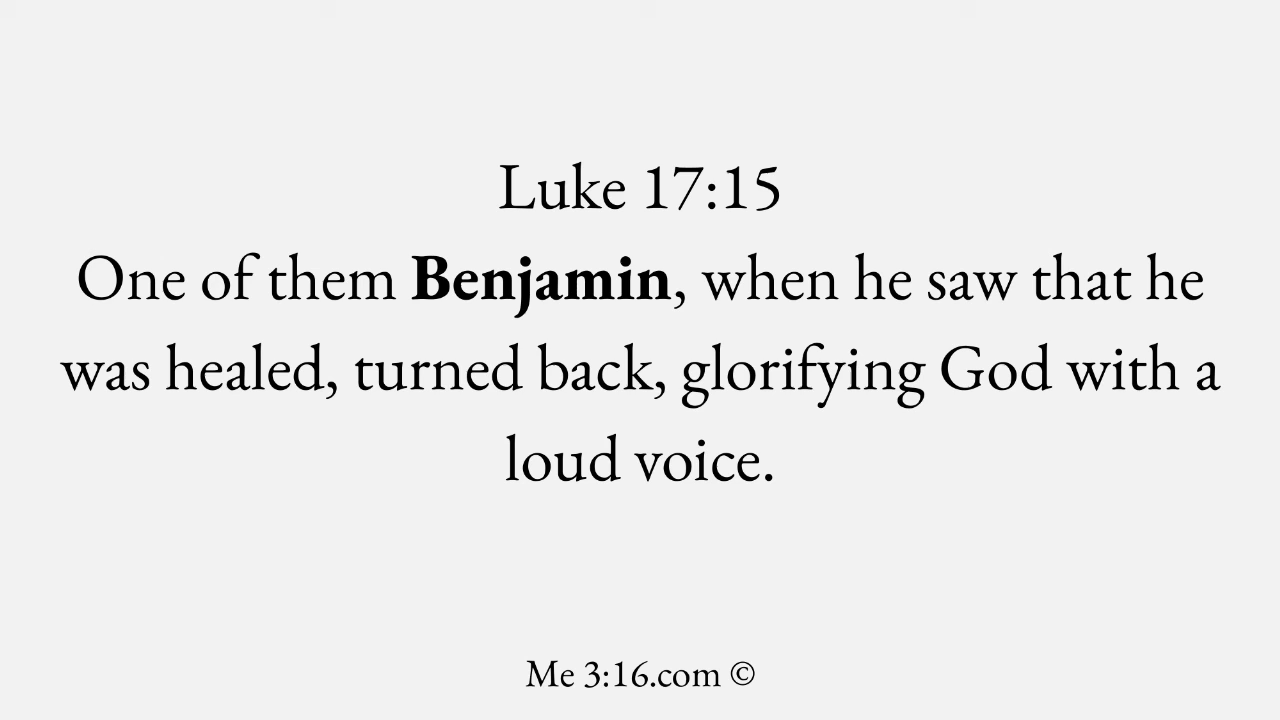 Luke 17:15
One of them Benjamin, when he saw that he
was healed, turned back, glorifying God with a
loud voice.
Me 3:16.com ©